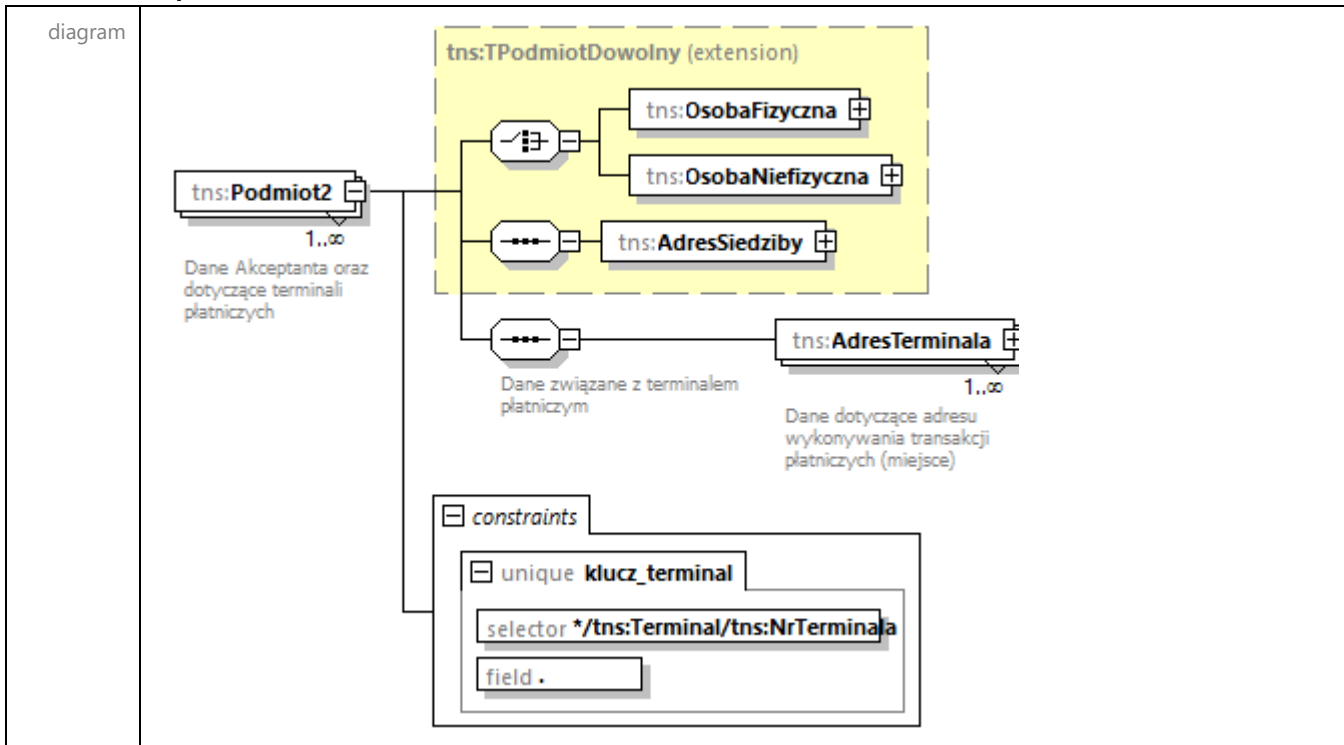 diagram
tns:TPodmiotDowolny (extension)
tns:OsobaFizyczna
tns:OsobaNiefizyczna
tns:Podmiot2
1..∞
Dane Akceptanta oraz
dotyczące terminali
płatniczych
tns:AdresSiedziby
tns:AdresTerminala
1..∞
Dane związane z terminalem
płatniczym
Dane dotyczące adresu
wykonywania transakcji
płatniczych (miejsce)
constraints
unique klucz_terminal
selector */tns:Terminal/tns:NrTerminala
field .